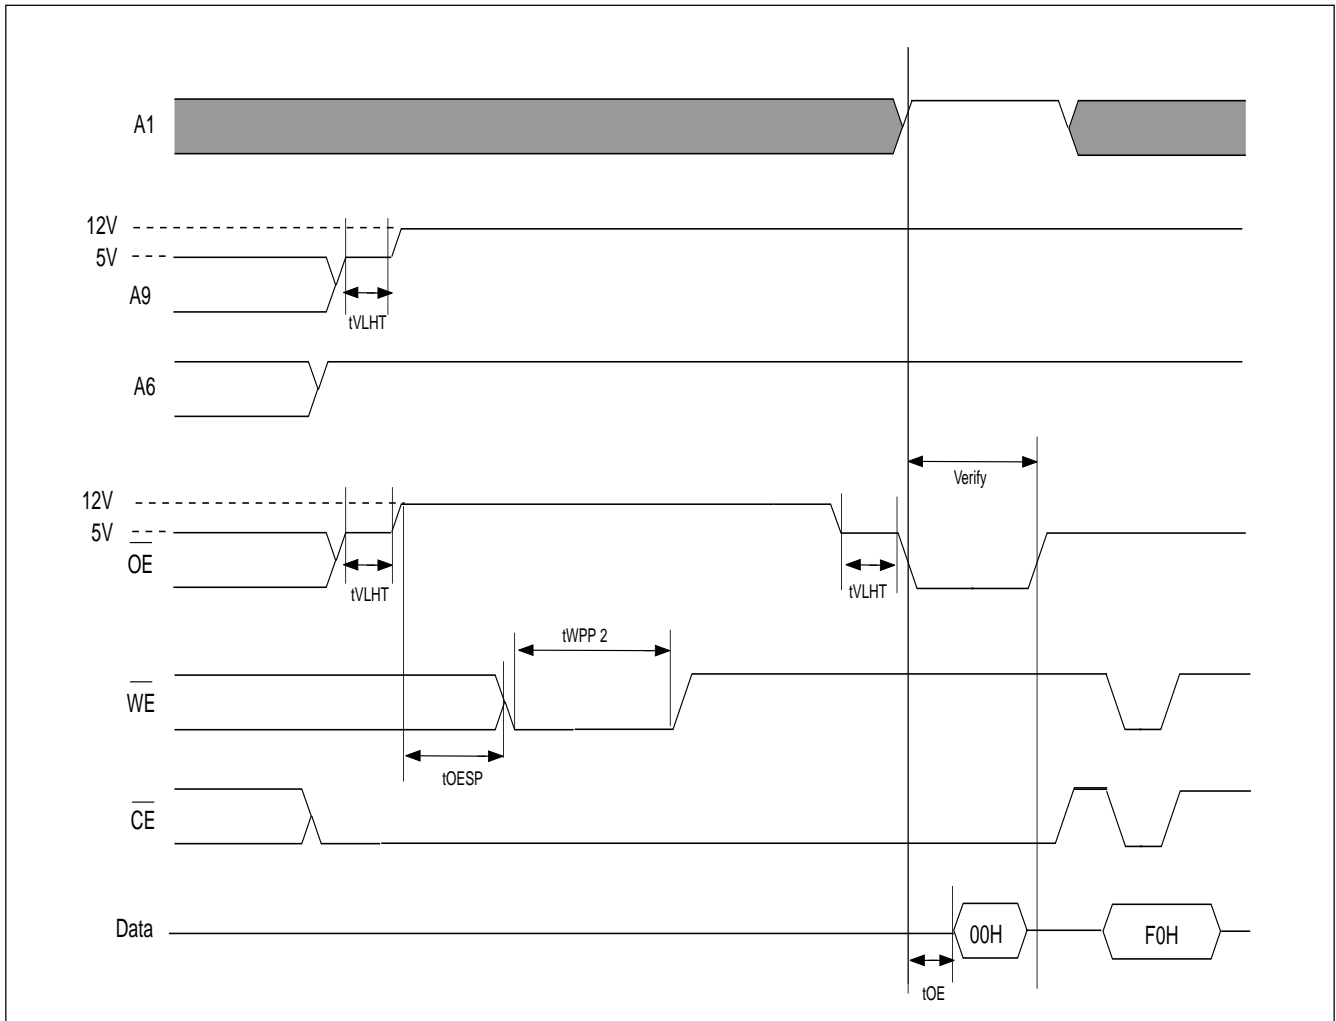 A1
12V
5V
A9
tVLHT
A6
Verify
12V
5V
OE
tVLHT
tVLHT
tWPP 2
WE
tOESP
CE
Data
00H
F0H
tOE